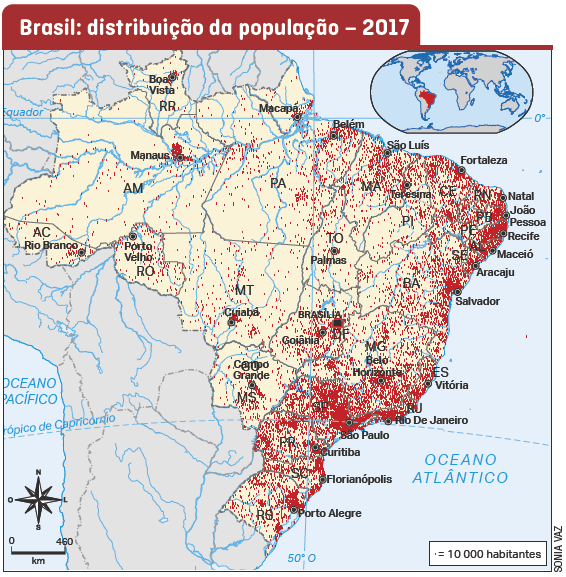 Brasil: distribuição da população – 2017
Boa
Vista
RR
Equador
0°
Macapá
Belém
São Luís
Fortaleza
Manaus
AM
PA
MA
Teresina
CE
RN
Natal
PB
João
Pessoa
PI
PE
Recife
AC
Rio Branco
Porto
Velho
RO
TO
Palmas
AL
Maceió
SE
Aracaju
MT
BA
Salvador
Cuiabá
BRASÍLIA
DF
Goiânia
MG
Belo
Horizonte
ES
Vitória
Campo
Grande
MS
OCEANO
PACÍFICO
SP
RJ
Rio De Janeiro
São Paulo
Trópico de Capricórnio
PR
Curitiba
OCEANO
ATLÂNTICO
SC
Florianópolis
N
O
L
S
RS
Porto Alegre
0 460
km
50° O
= 10 000 habitantes
SONIA VAZ